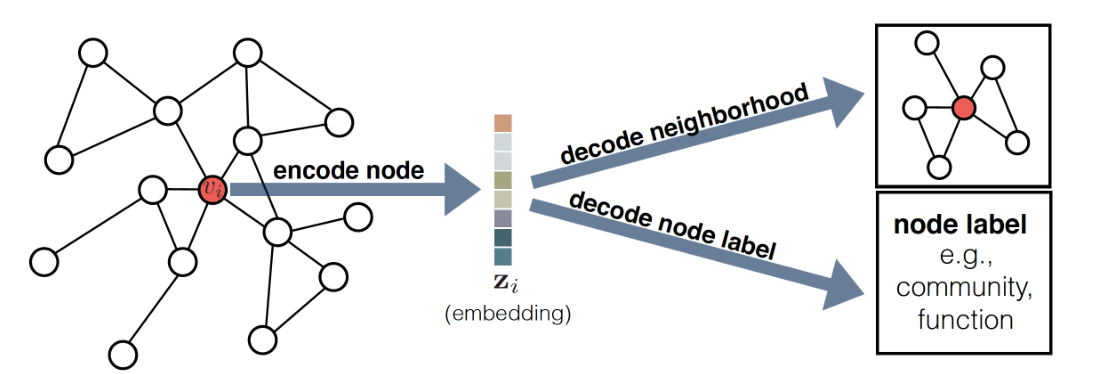 v_i
encode node
z_i
(embedding)
decode neighborhood
decode node label
node label
e.g.,
community,
function